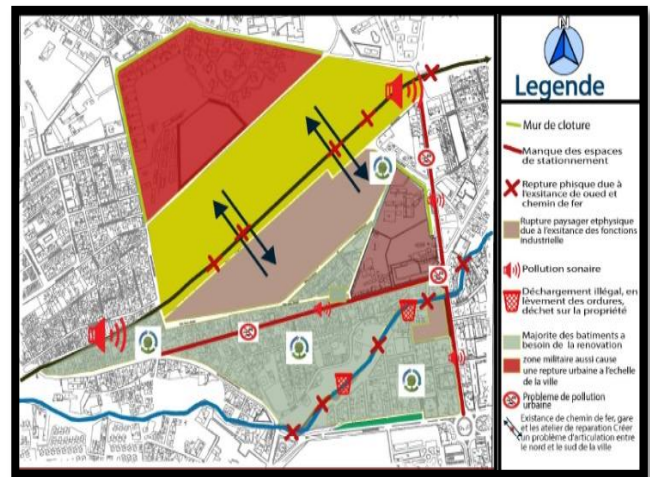 N
Legende
Mur de cloture
Manque des espaces
de stationnement
Repture phisque due à
l'exsitance de oued et
chemin de fer
Rupture paysager etphysique
due à l'exsitance des fonctions
industrielle
Pollution sonaire
Déchargement illégal, en
lèvement des ordures,
déchet sur la propriété
Majorite des batiments a
besoin de la renovation
zone militaire aussi cause
une repture urbaine a l'echelle
de la ville
Probleme de pollution
urbaine
Existance de chemin de fer, gare
et les atelier de reparation Créer
un problème d'articulation entre
le nord et le sud de la ville